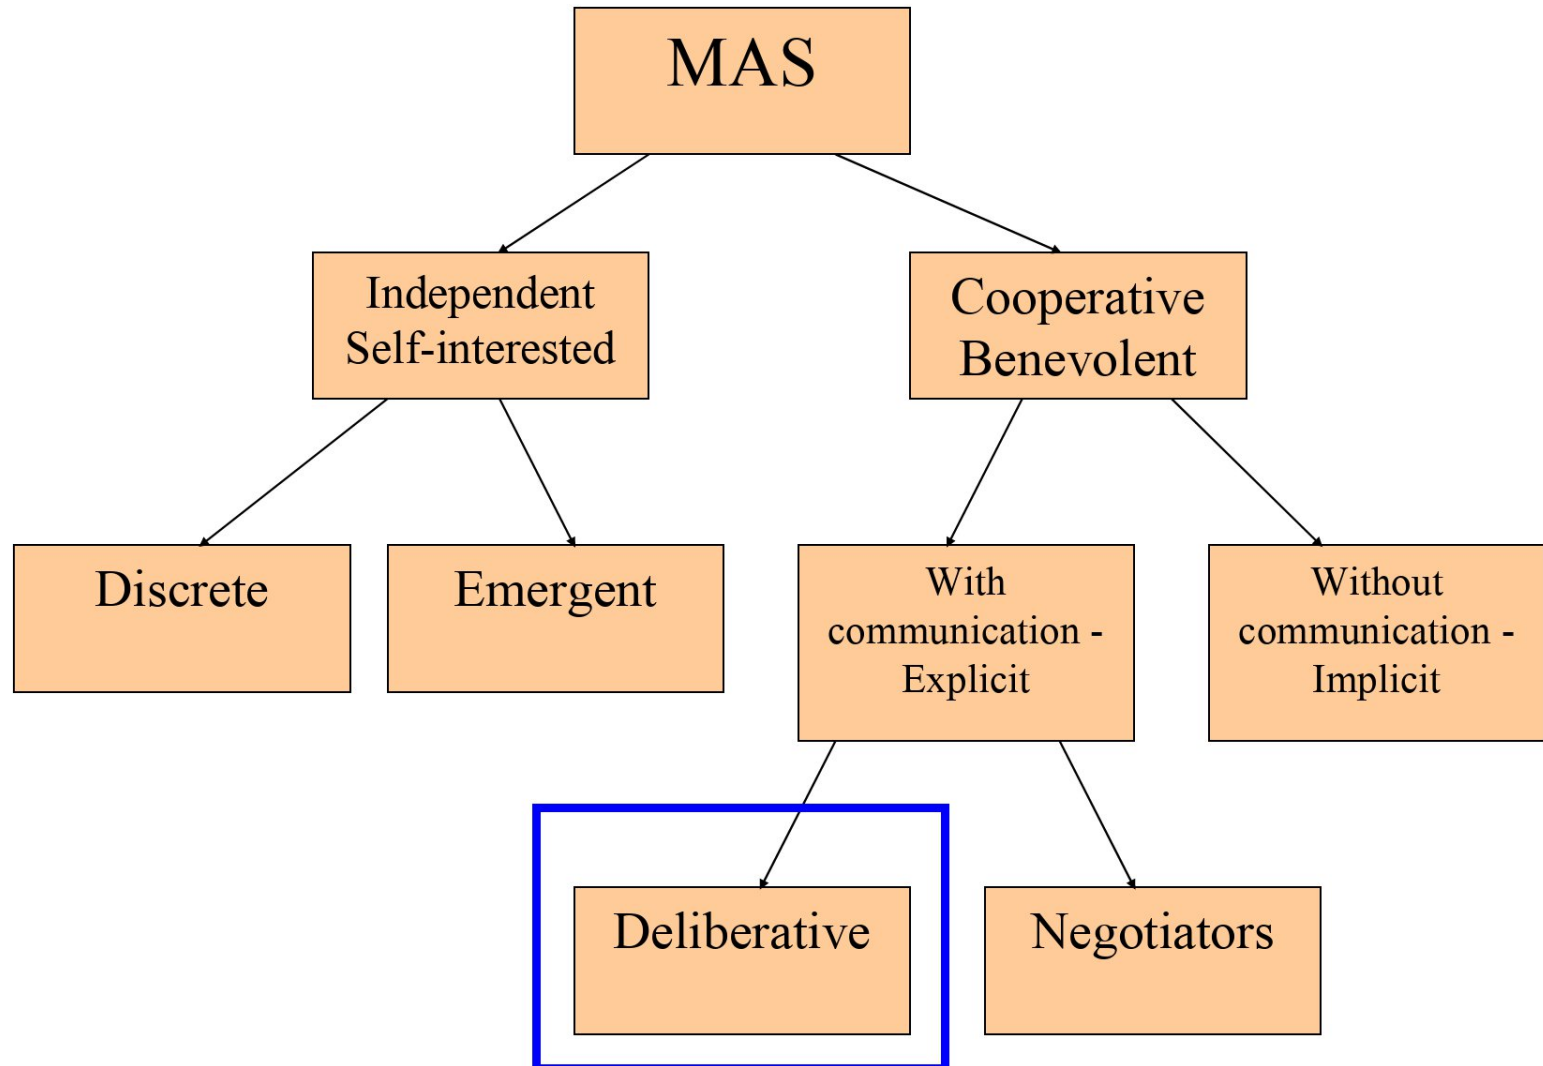 MAS
Independent
Self-interested
Cooperative
Benevolent
Discrete
Emergent
With
communication -
Explicit
Without
communication -
Implicit
Deliberative
Negotiators